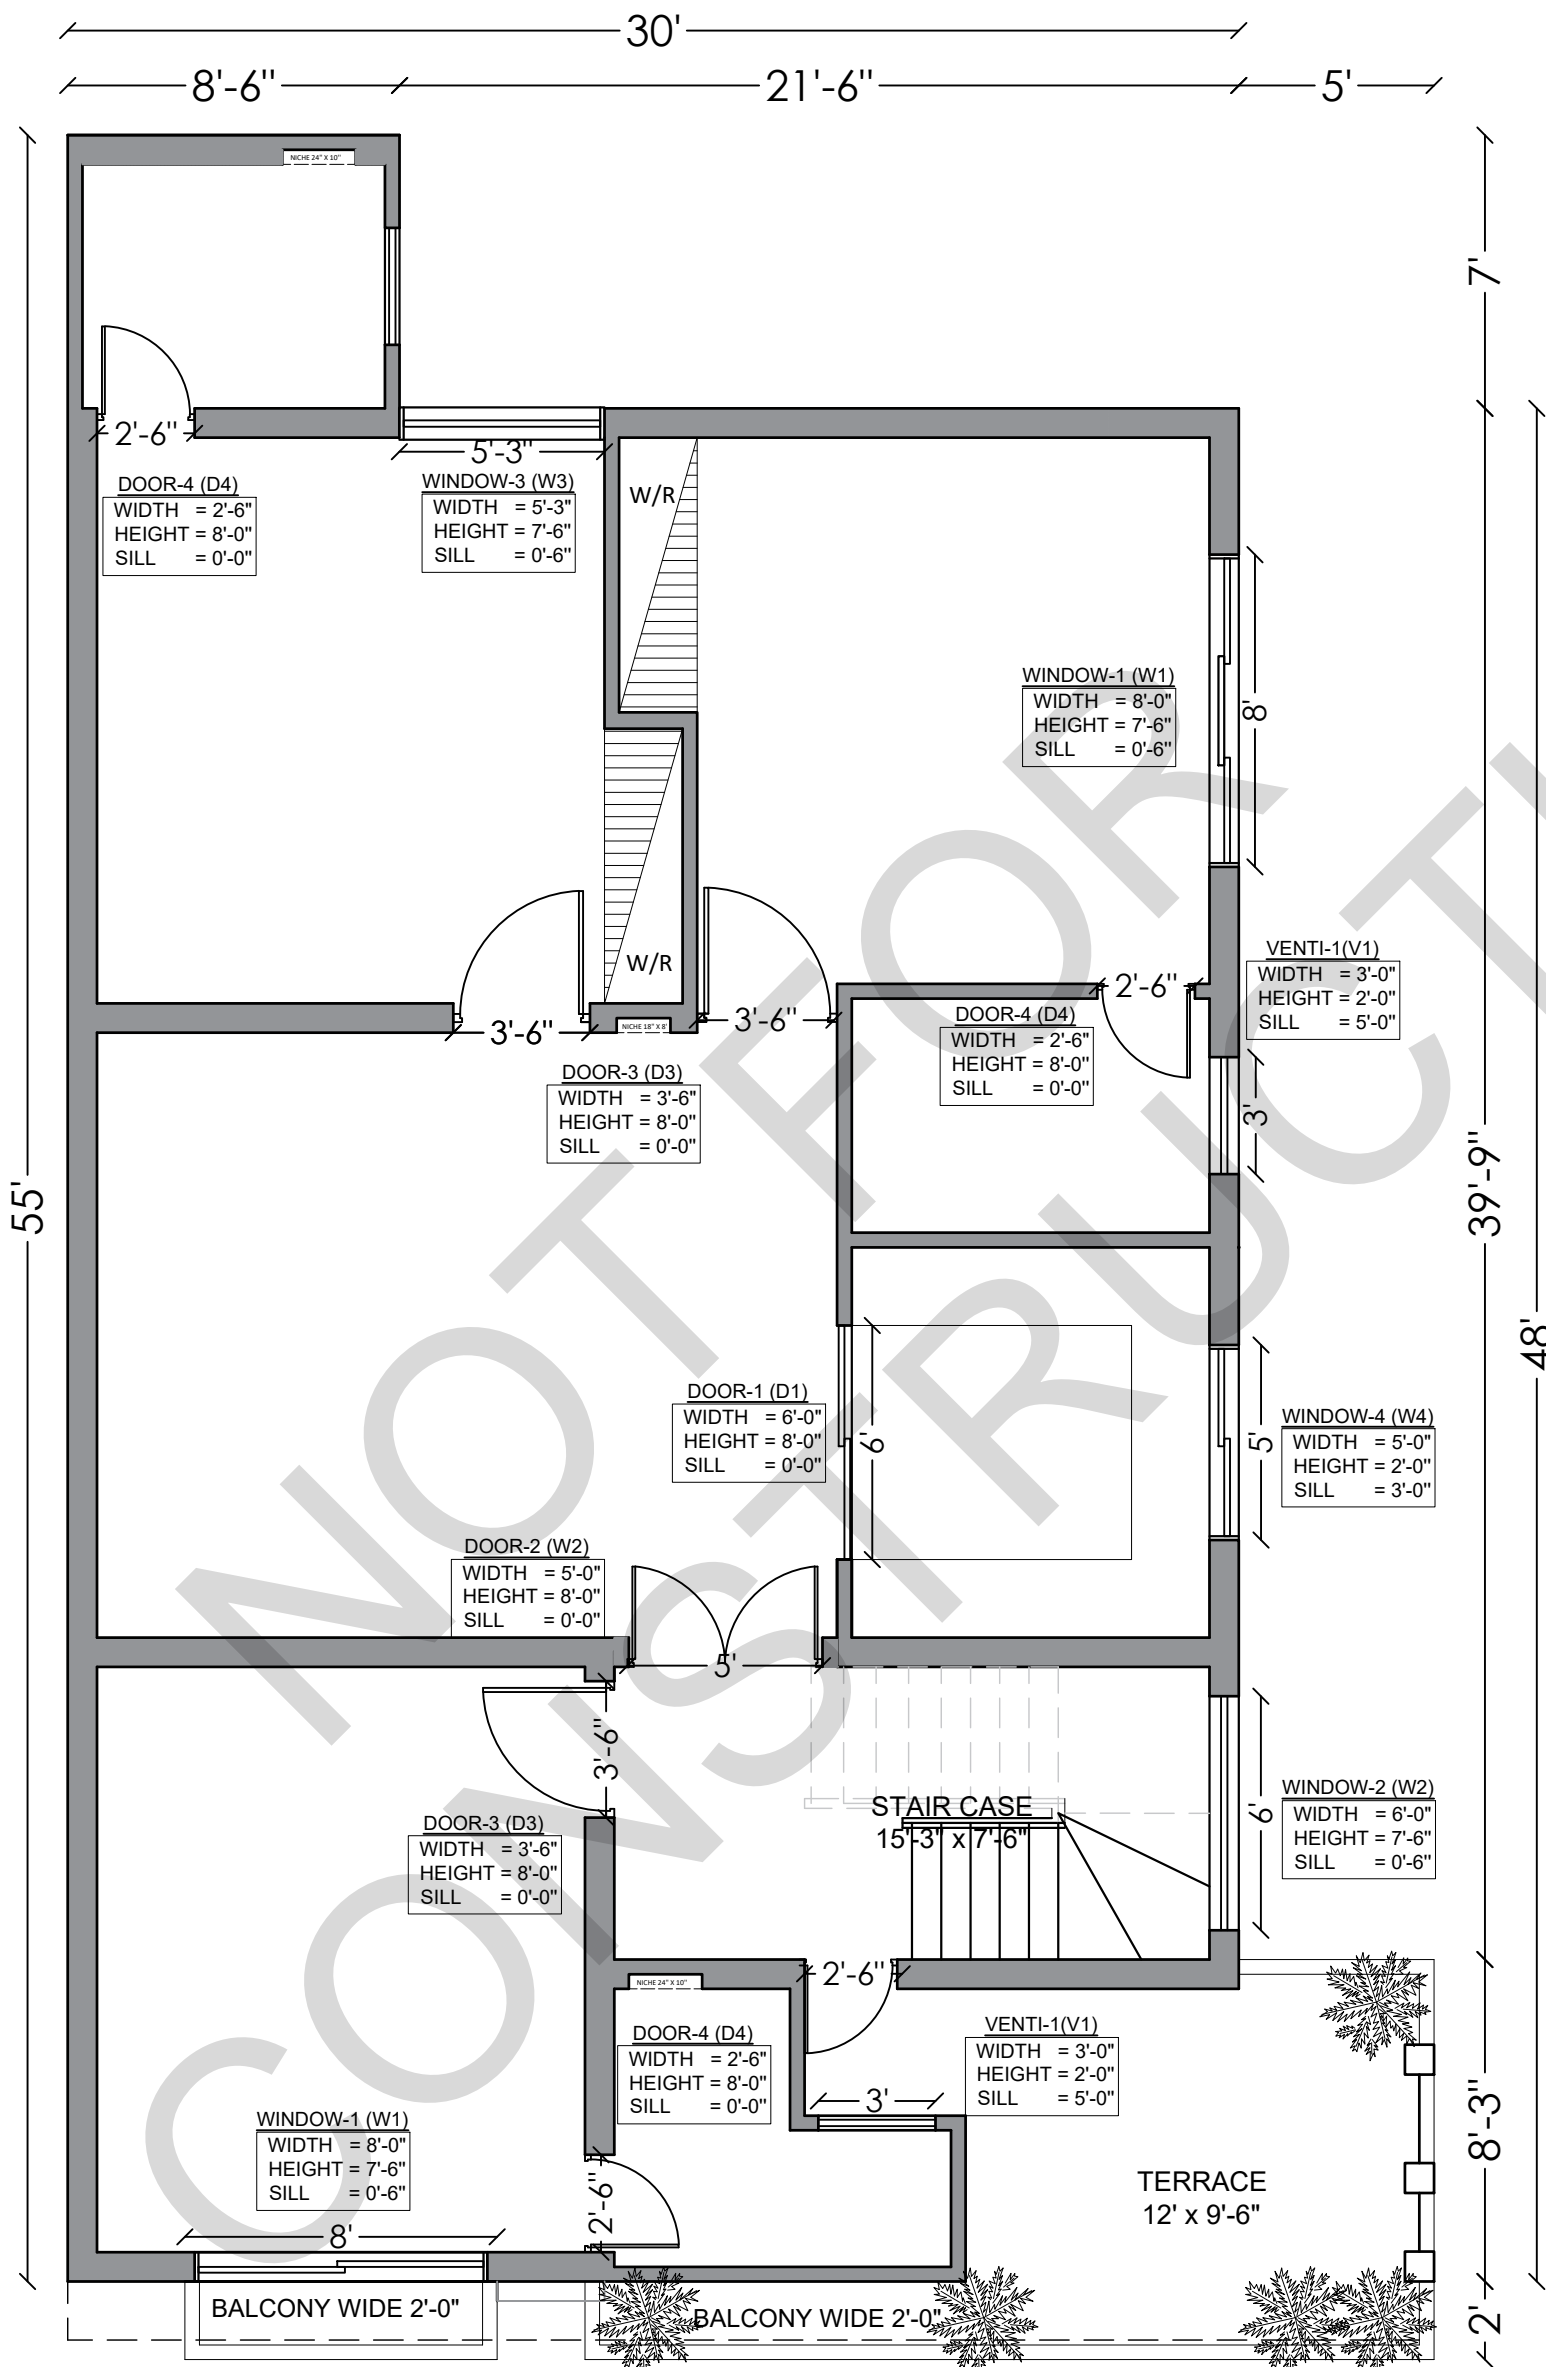 30'
8'-6"
21'-6"
5'
NICHE 24" X 10"
7'
2'-6"
5'-3"
DOOR-4 (D4)
WIDTH = 2'-6"
HEIGHT = 8'-0"
SILL = 0'-0"
WINDOW-3 (W3)
WIDTH = 5'-3"
HEIGHT = 7'-6"
SILL = 0'-6"
W/R
WINDOW-1 (W1)
WIDTH = 8'-0"
HEIGHT = 7'-6"
SILL = 0'-6"
8'
W/R
3'-6"
NICHE 18" X 8'
3'-6"
2'-6"
VENTI-1(V1)
WIDTH = 3'-0"
HEIGHT = 2'-0"
SILL = 5'-0"
DOOR-4 (D4)
WIDTH = 2'-6"
HEIGHT = 8'-0"
SILL = 0'-0"
DOOR-3 (D3)
WIDTH = 3'-6"
HEIGHT = 8'-0"
SILL = 0'-0"
3'
55'
39'-9"
48'
DOOR-1 (D1)
WIDTH = 6'-0"
HEIGHT = 8'-0"
SILL = 0'-0"
6'
5'
WINDOW-4 (W4)
WIDTH = 5'-0"
HEIGHT = 2'-0"
SILL = 3'-0"
DOOR-2 (W2)
WIDTH = 5'-0"
HEIGHT = 8'-0"
SILL = 0'-0"
5'
3'-6"
STAIR CASE
15'-3" x 7'-6"
6'
WINDOW-2 (W2)
WIDTH = 6'-0"
HEIGHT = 7'-6"
SILL = 0'-6"
DOOR-3 (D3)
WIDTH = 3'-6"
HEIGHT = 8'-0"
SILL = 0'-0"
2'-6"
NICHE 24" X 10"
DOOR-4 (D4)
WIDTH = 2'-6"
HEIGHT = 8'-0"
SILL = 0'-0"
VENTI-1(V1)
WIDTH = 3'-0"
HEIGHT = 2'-0"
SILL = 5'-0"
3'
WINDOW-1 (W1)
WIDTH = 8'-0"
HEIGHT = 7'-6"
SILL = 0'-6"
8'
2'-6"
TERRACE
12' x 9'-6"
8'-3"
BALCONY WIDE 2'-0"
BALCONY WIDE 2'-0"
2'
NOT FOR
CONSTRUCTI